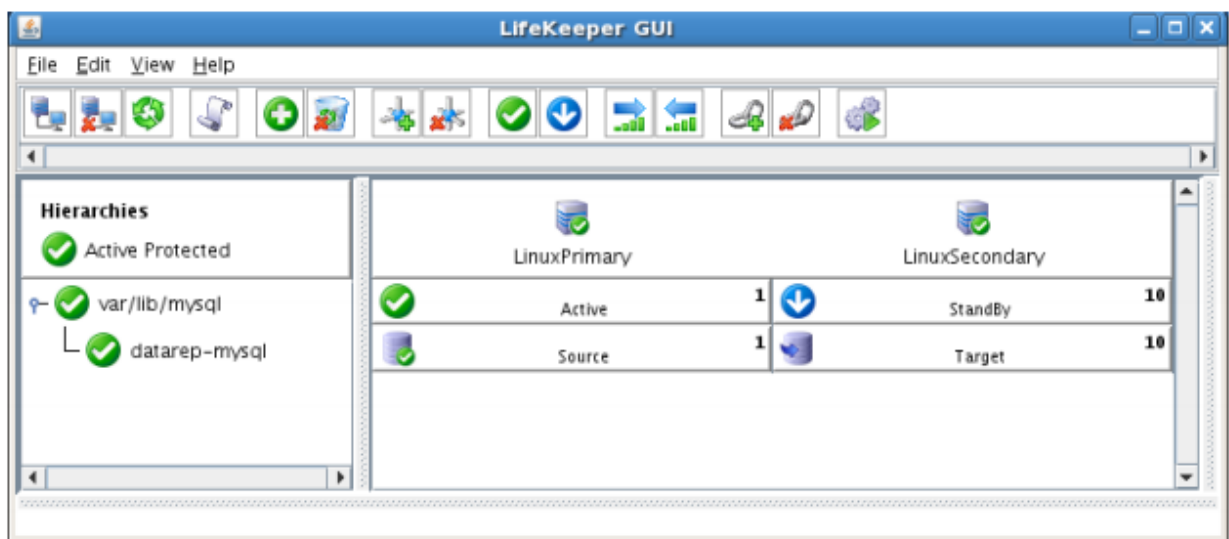 LifeKeeper GUI
File Edit View Help
Hierarchies
Active Protected
LinuxPrimary LinuxSecondary
var/lib/mysql Active 1 StandBy 10
datarep-mysql Source 1 Target 10